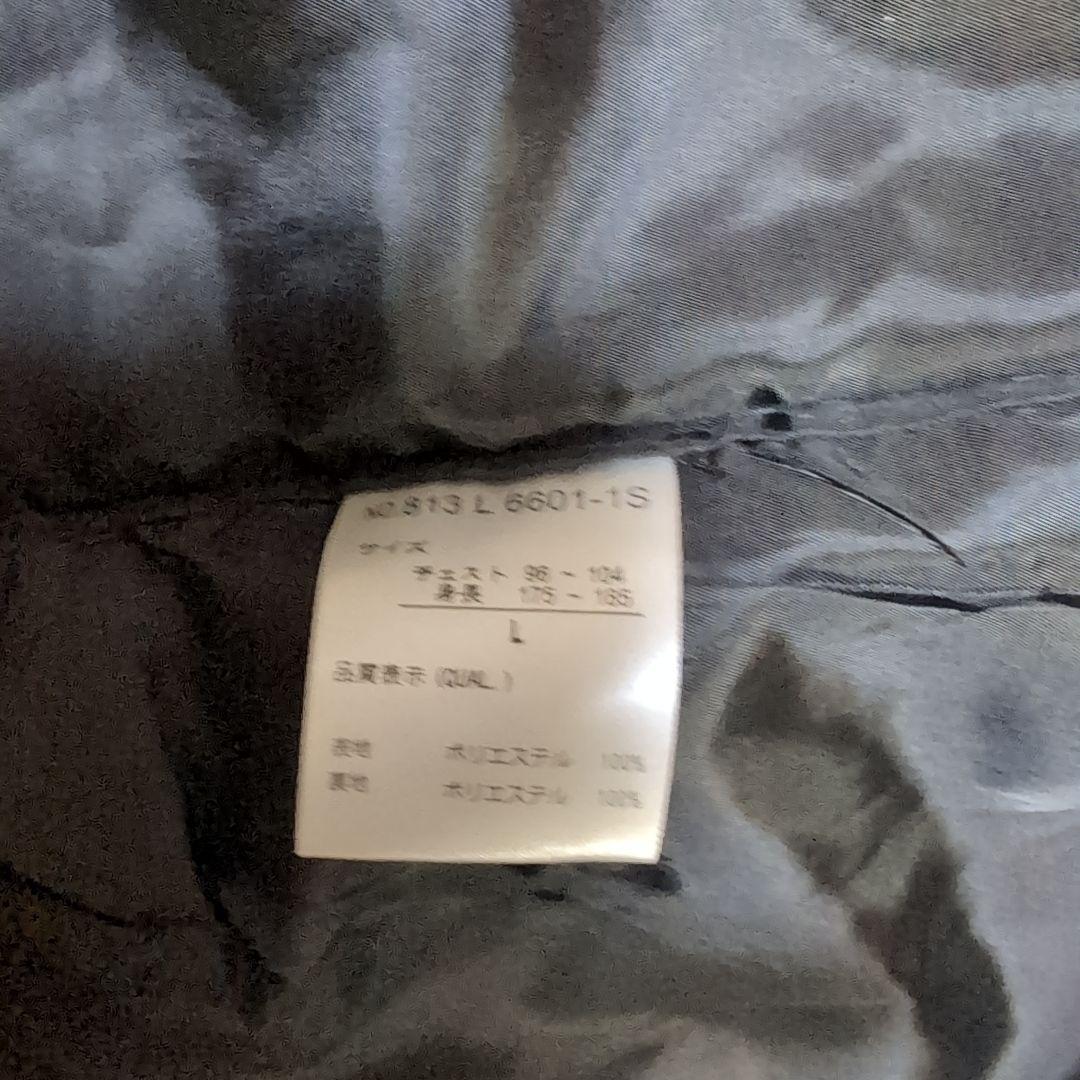 NO.813 L 6601-1S
サイズ
チェスト 96 ~ 104
身長 175 ~ 185
L
品質表示 (QUAL.)
表地 ポリエステル 100%
裏地 ポリエステル 100%